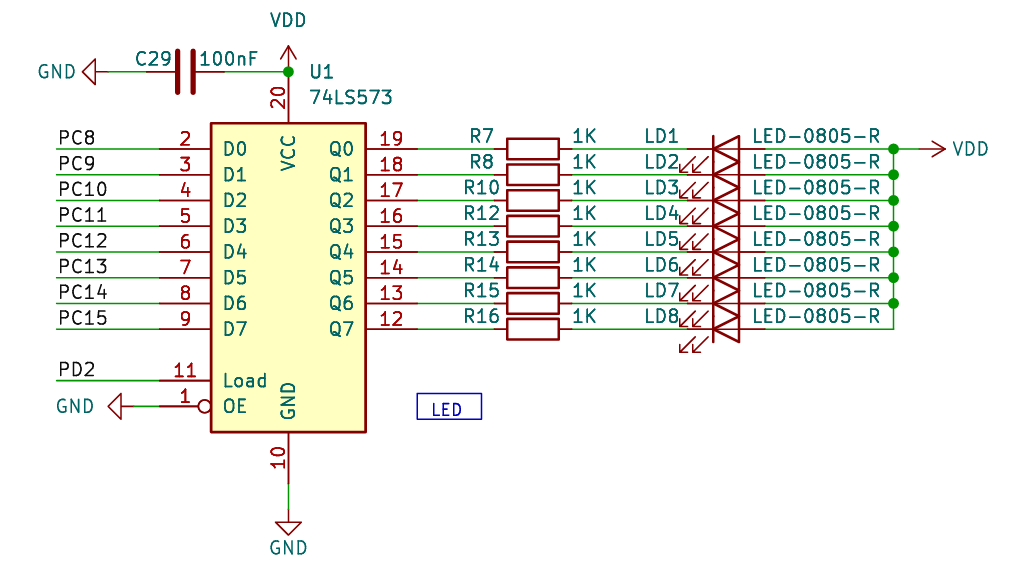 VDD
C29 100nF
GND
U1
74LS573
20
VCC
PC8 2 D0 Q0 19 R7 1K LD1 LED-0805-R VDD
PC9 3 D1 Q1 18 R8 1K LD2 LED-0805-R
PC10 4 D2 Q2 17 R10 1K LD3 LED-0805-R
PC11 5 D3 Q3 16 R12 1K LD4 LED-0805-R
PC12 6 D4 Q4 15 R13 1K LD5 LED-0805-R
PC13 7 D5 Q5 14 R14 1K LD6 LED-0805-R
PC14 8 D6 Q6 13 R15 1K LD7 LED-0805-R
PC15 9 D7 Q7 12 R16 1K LD8 LED-0805-R
PD2 11 Load
GND 1 OE
GND
LED
10
GND